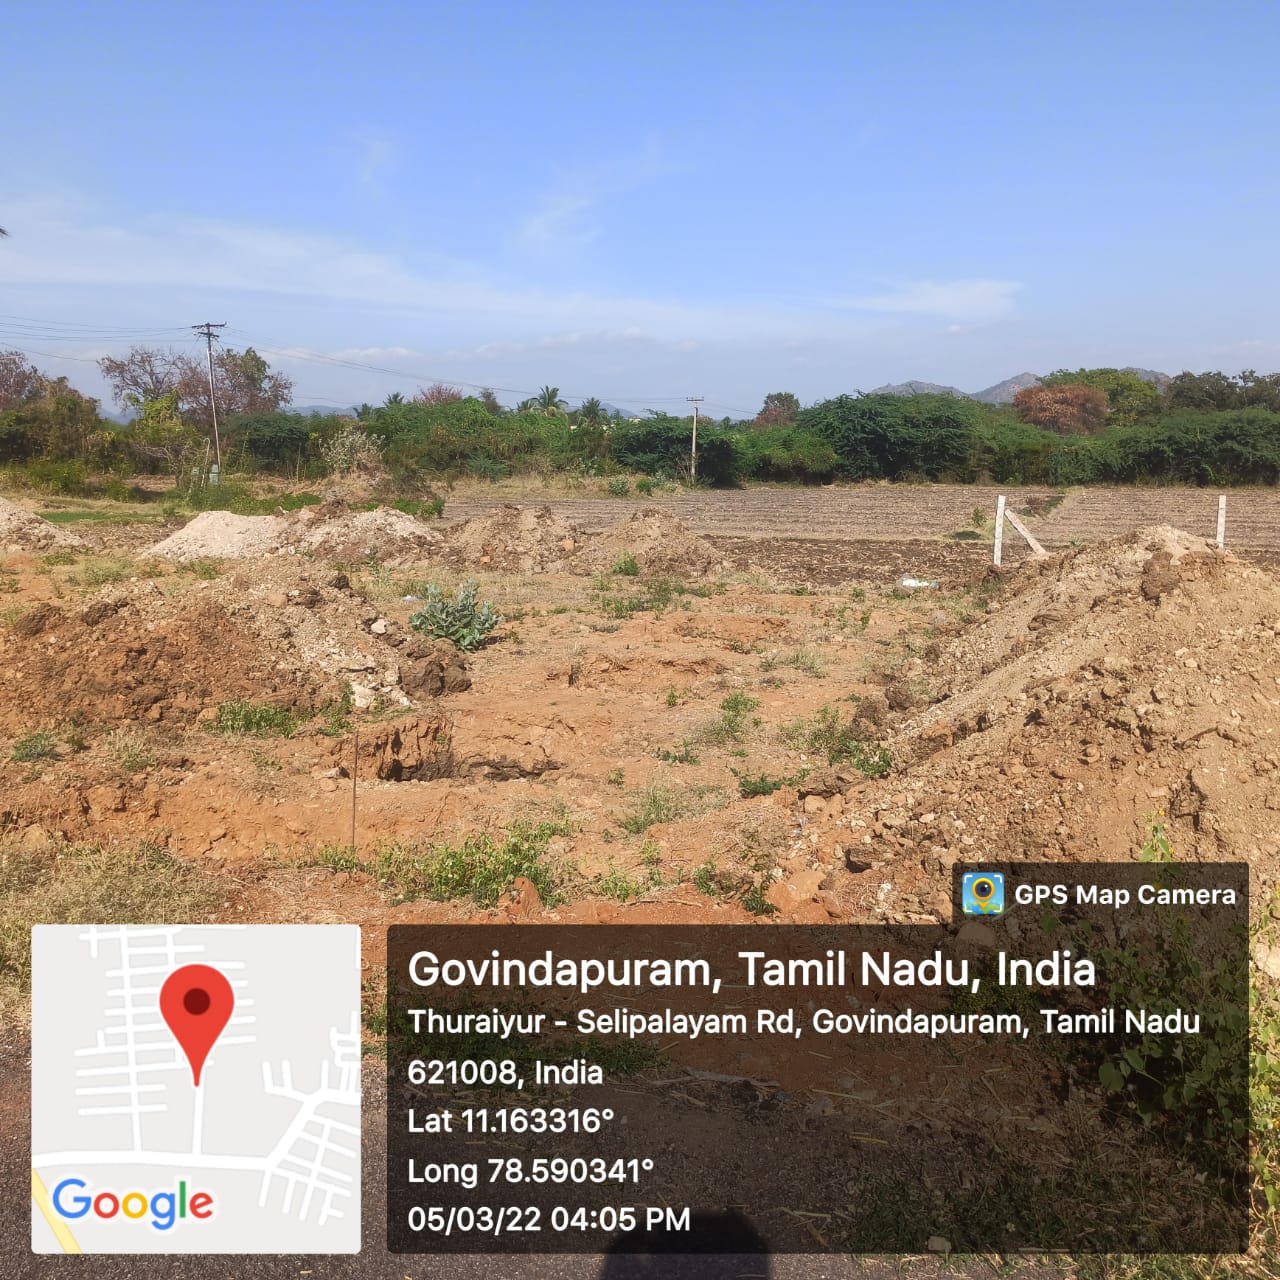 GPS Map Camera
Govindapuram, Tamil Nadu, India
Thuraiyur - Selipalayam Rd, Govindapuram, Tamil Nadu
621008, India
Lat 11.163316°
Long 78.590341°
05/03/22 04:05 PM
Google